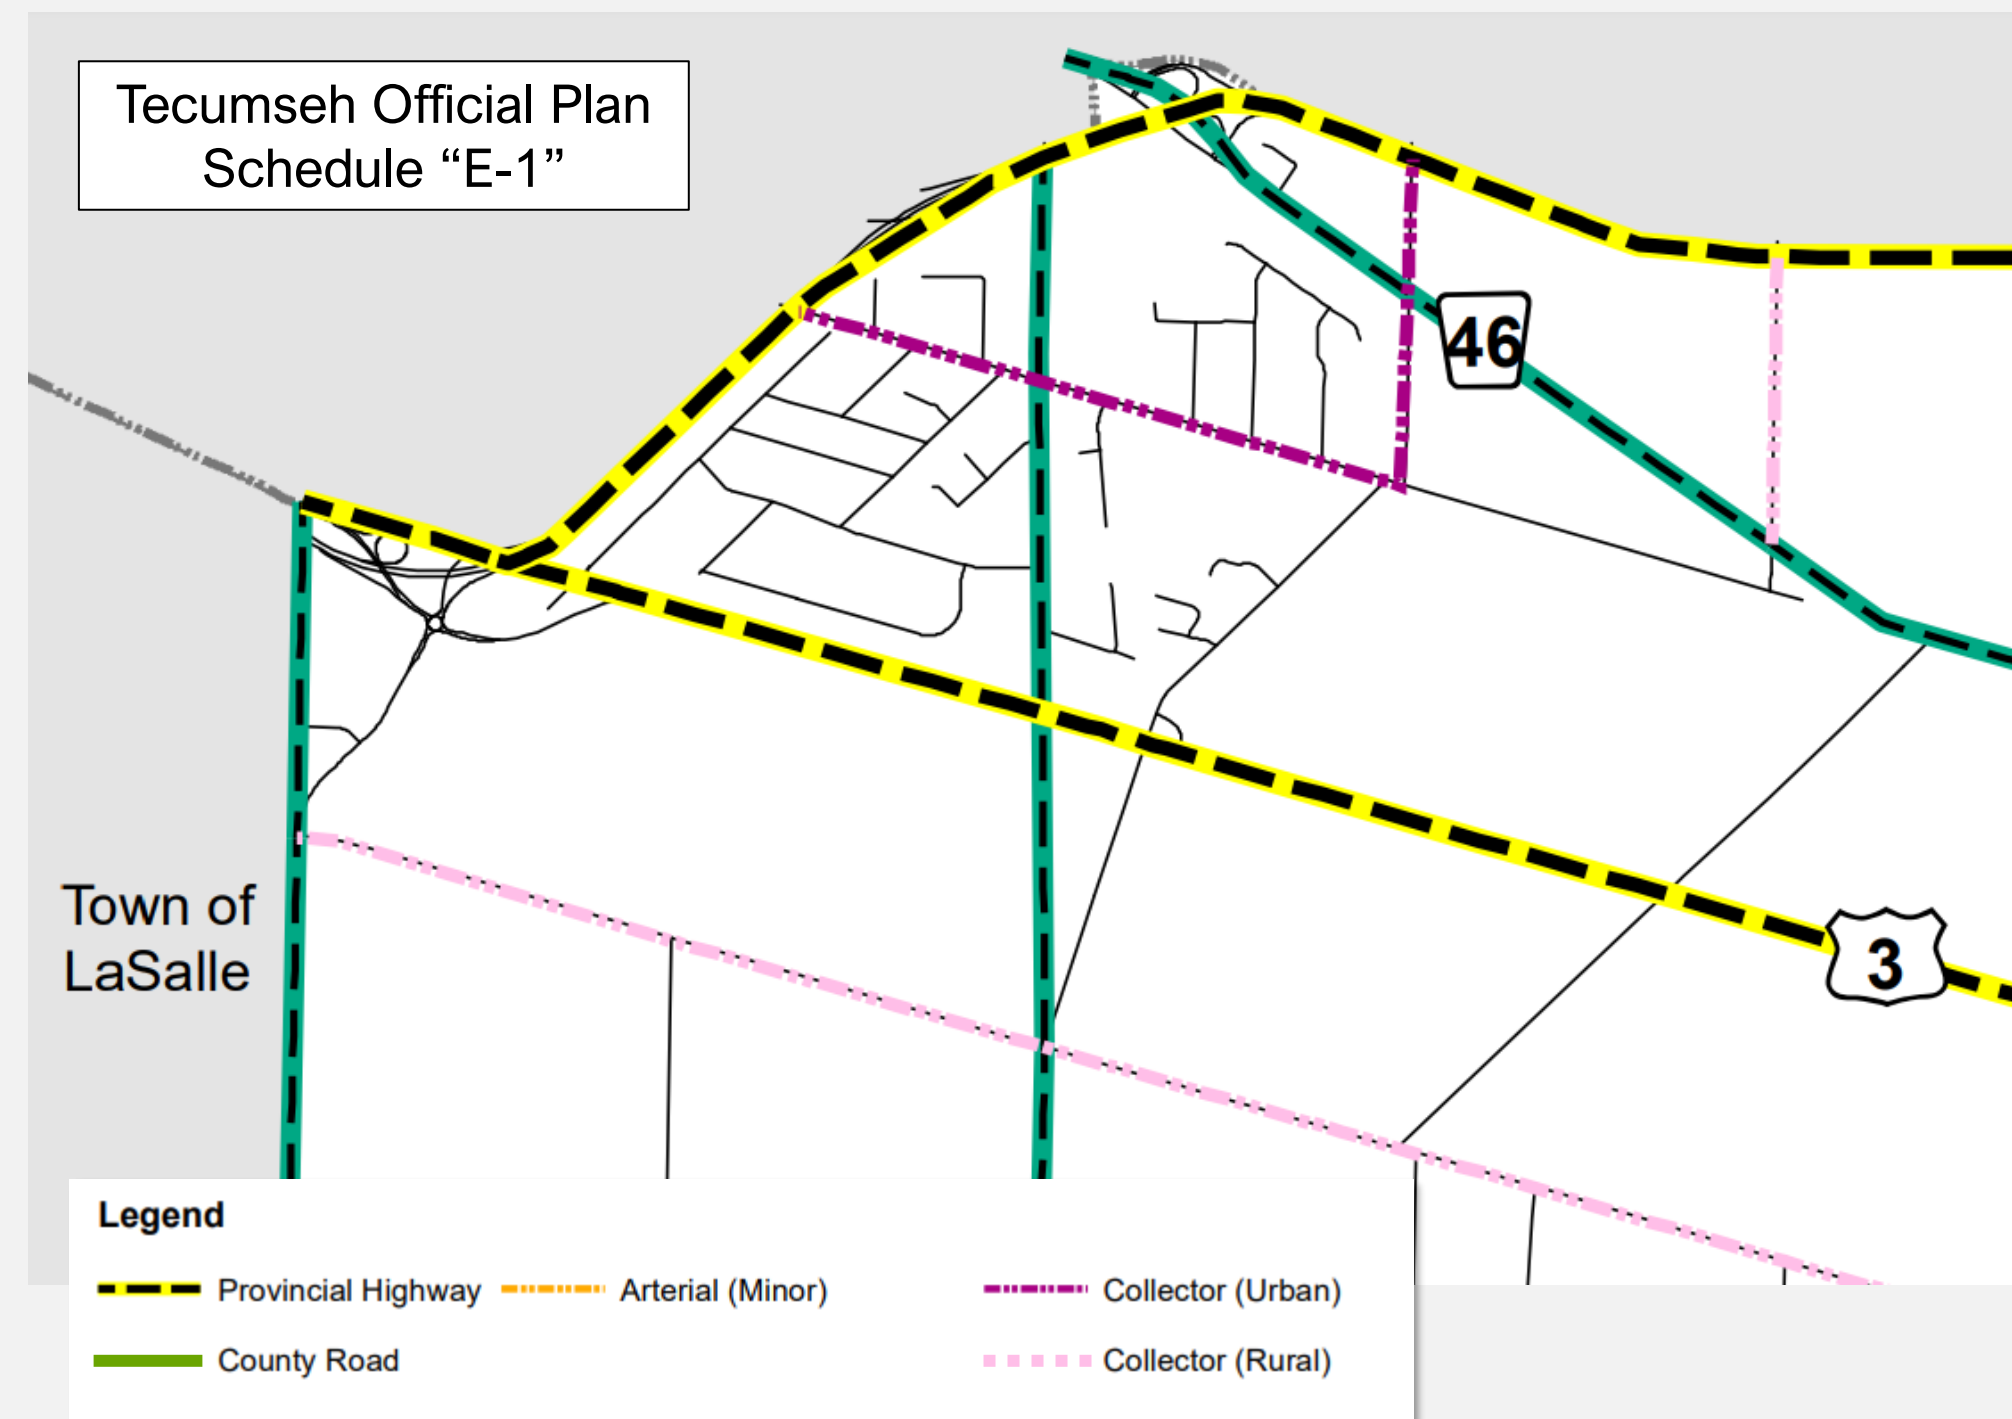 Tecumseh Official Plan
Schedule “E-1”
46
Town of
LaSalle
3
Legend
Provincial Highway
Arterial (Minor)
Collector (Urban)
County Road
Collector (Rural)